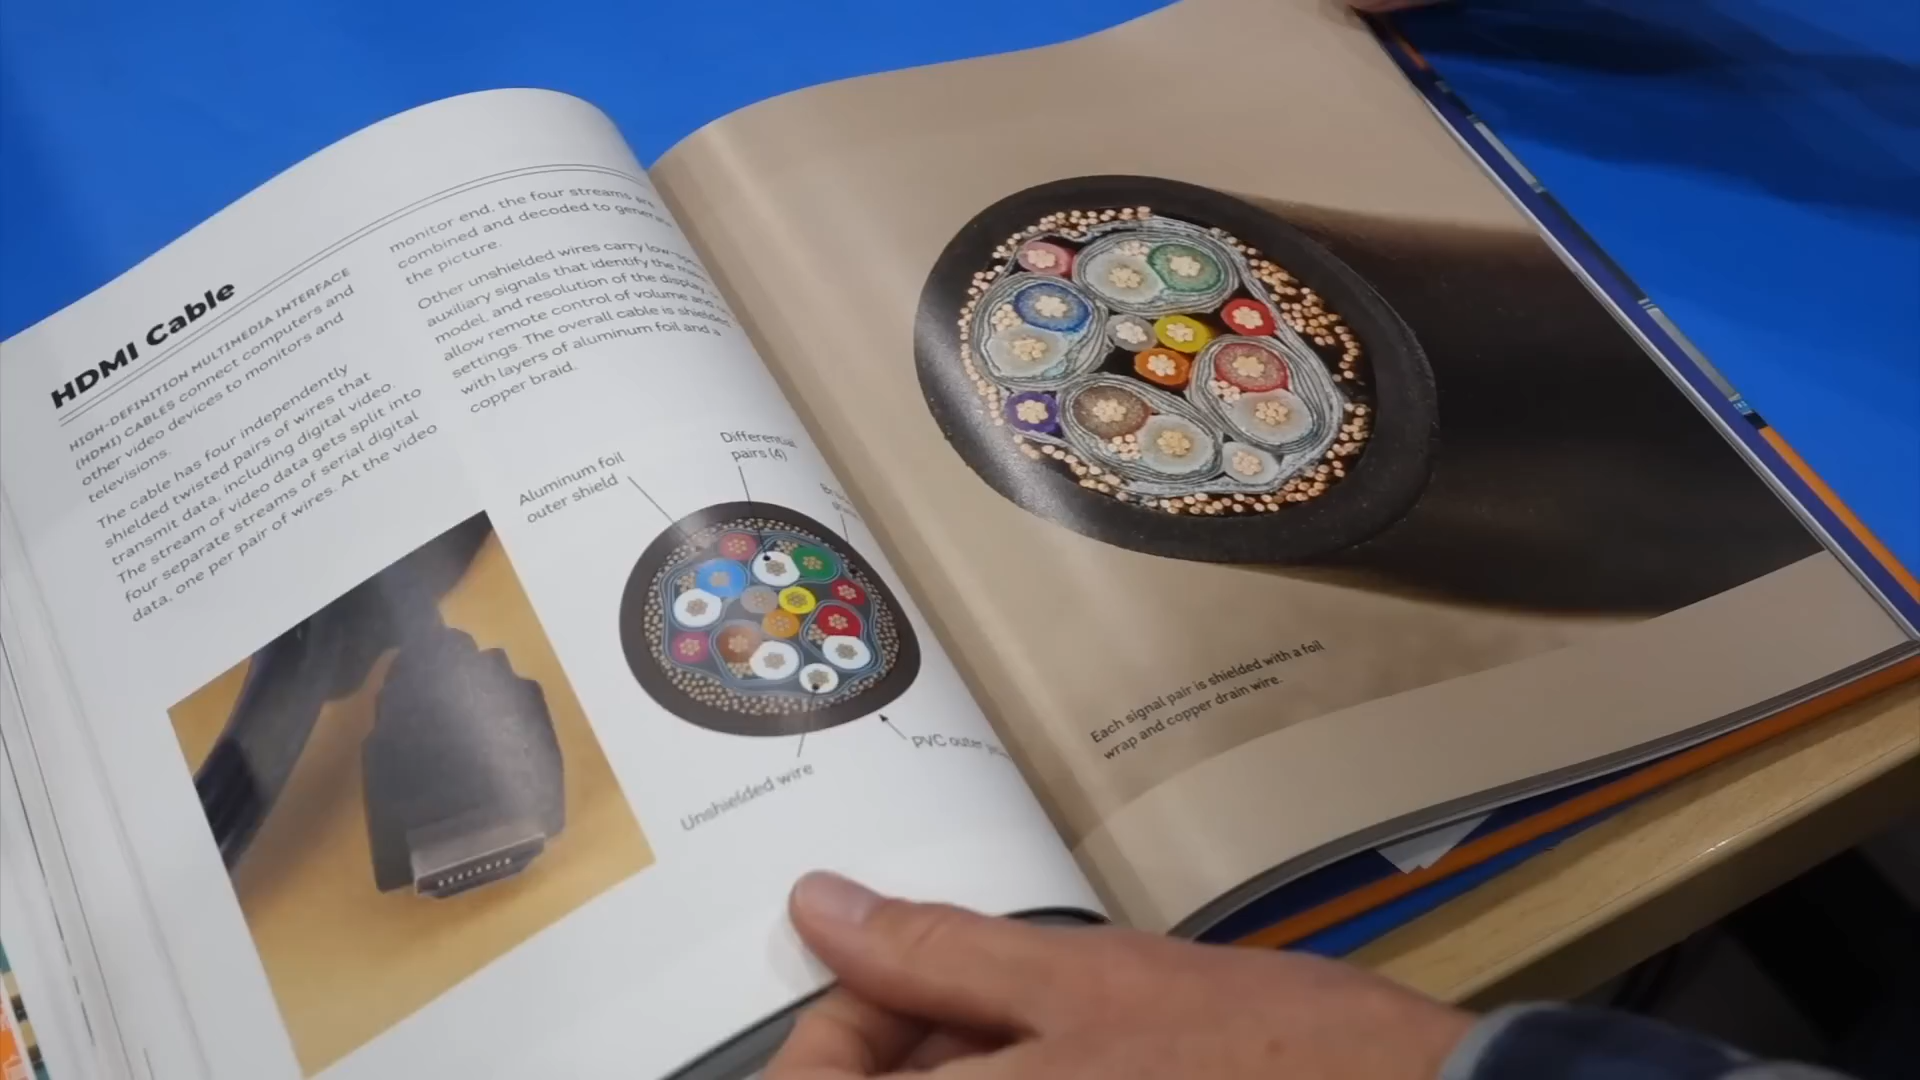 HDMI Cable
HIGH-DEFINITION MULTIMEDIA INTERFACE
(HDMI) CABLES connect computers and
other video devices to monitors and
televisions.
The cable has four independently
shielded twisted pairs of wires that
transmit data, including digital video.
The stream of video data gets split into
four separate streams of serial digital
data, one per pair of wires. At the video
monitor end, the four streams are
combined and decoded to
the picture.
Other unshielded wires carry
auxiliary signals that identify the
model, and resolution of the display
allow remote control of volume
settings. The overall cable is shielded
with layers of aluminum foil and a
copper braid.
Aluminum foil
outer shield
Differential
pairs (4)
Unshielded wire
PVC outer
Each signal pair is shielded with a foil
wrap and copper drain wire.